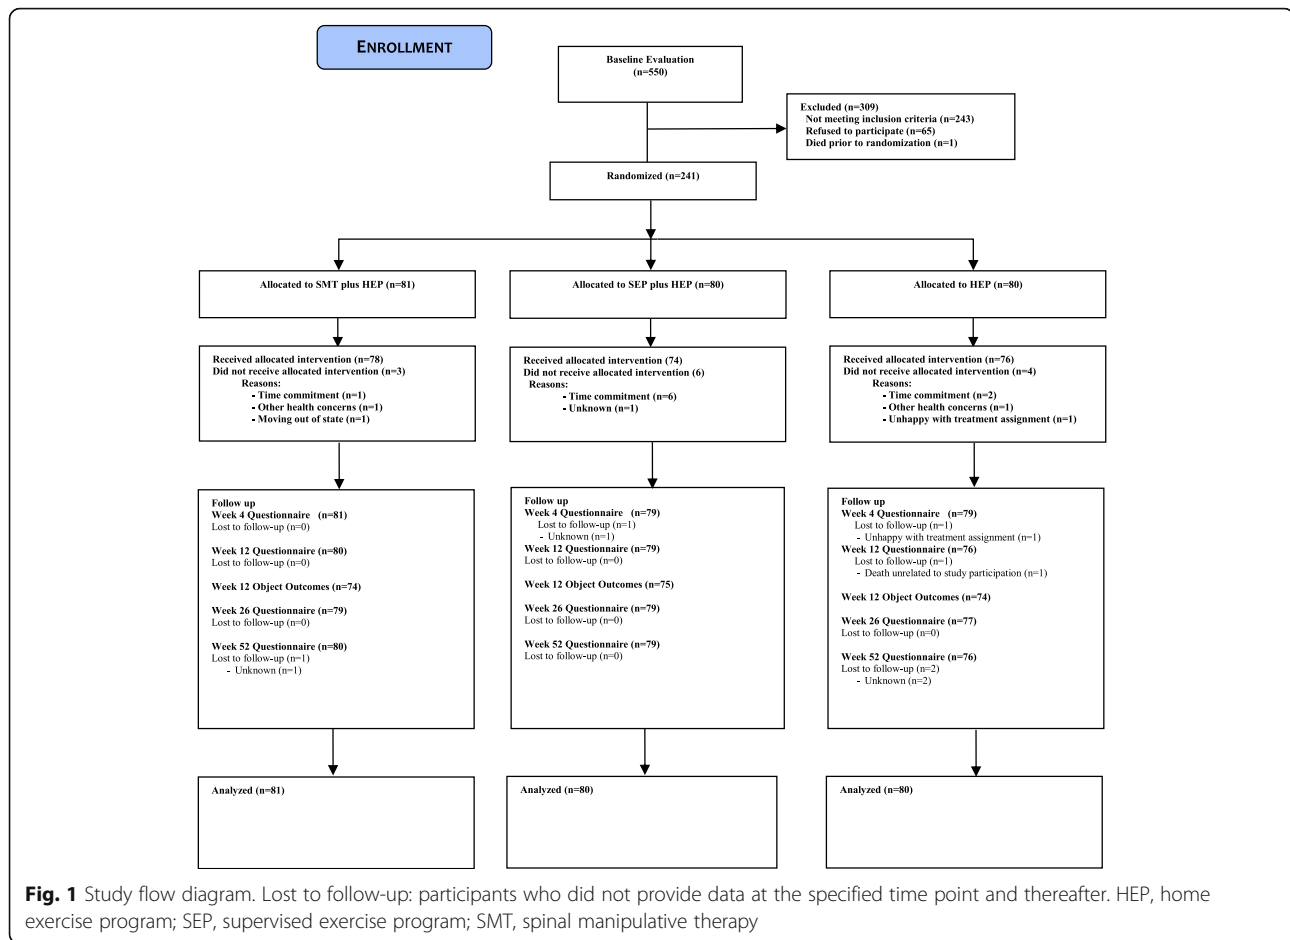 ENROLLMENT
Baseline Evaluation
(n=550)
Excluded (n=309)
Not meeting inclusion criteria (n=243)
Refused to participate (n=65)
Died prior to randomization (n=1)
Randomized (n=241)
Allocated to SMT plus HEP (n=81)
Allocated to SEP plus HEP (n=80)
Allocated to HEP (n=80)
Received allocated intervention (n=78)
Did not receive allocated intervention (n=3)
Reasons:
- Time commitment (n=1)
- Other health concerns (n=1)
- Moving out of state (n=1)
Received allocated intervention (74)
Did not receive allocated intervention (6)
Reasons:
- Time commitment (n=6)
- Unknown (n=1)
Received allocated intervention (n=76)
Did not receive allocated intervention (n=4)
Reasons:
- Time commitment (n=2)
- Other health concerns (n=1)
- Unhappy with treatment assignment (n=1)
Follow up
Week 4 Questionnaire (n=81)
Lost to follow-up (n=0)
Week 12 Questionnaire (n=80)
Lost to follow-up (n=0)
Week 12 Object Outcomes (n=74)
Week 26 Questionnaire (n=79)
Lost to follow-up (n=0)
Week 52 Questionnaire (n=80)
Lost to follow-up (n=1)
- Unknown (n=1)
Follow up
Week 4 Questionnaire (n=79)
Lost to follow-up (n=1)
- Unknown (n=1)
Week 12 Questionnaire (n=79)
Lost to follow-up (n=0)
Week 12 Object Outcomes (n=75)
Week 26 Questionnaire (n=79)
Lost to follow-up (n=0)
Week 52 Questionnaire (n=79)
Lost to follow-up (n=0)
Follow up
Week 4 Questionnaire (n=79)
Lost to follow-up (n=1)
- Unhappy with treatment assignment (n=1)
Week 12 Questionnaire (n=76)
Lost to follow-up (n=1)
- Death unrelated to study participation (n=1)
Week 12 Object Outcomes (n=74)
Week 26 Questionnaire (n=77)
Lost to follow-up (n=0)
Week 52 Questionnaire (n=76)
Lost to follow-up (n=2)
- Unknown (n=2)
Analyzed (n=81)
Analyzed (n=80)
Analyzed (n=80)
Fig. 1 Study flow diagram. Lost to follow-up: participants who did not provide data at the specified time point and thereafter. HEP, home
exercise program; SEP, supervised exercise program; SMT, spinal manipulative therapy